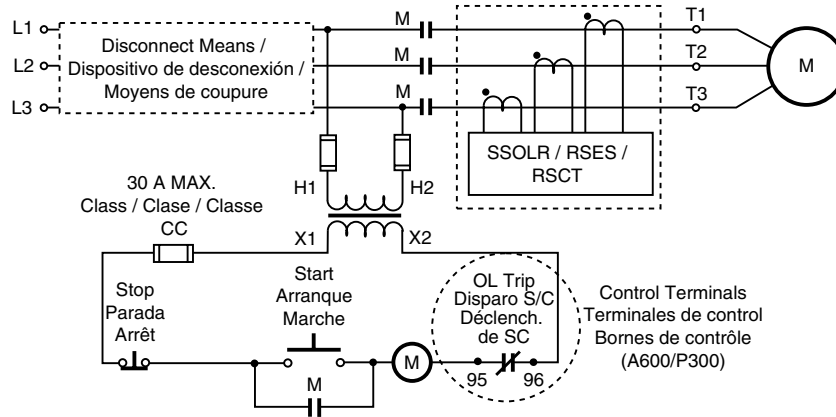 L1
L2
L3
Disconnect Means /
Dispositivo de desconexión /
Moyens de coupure
M
M
M
T1
T2
T3
M
SSOLR / RSES /
RSCT
H1
H2
30 A MAX.
Class / Clase / Classe
CC
X1
X2
Stop
Parada
Arrêt
Start
Arranque
Marche
M
M
OL Trip
Disparo S/C
Déclench.
de SC
95
96
Control Terminals
Terminales de control
Bornes de contrôle
(A600/P300)